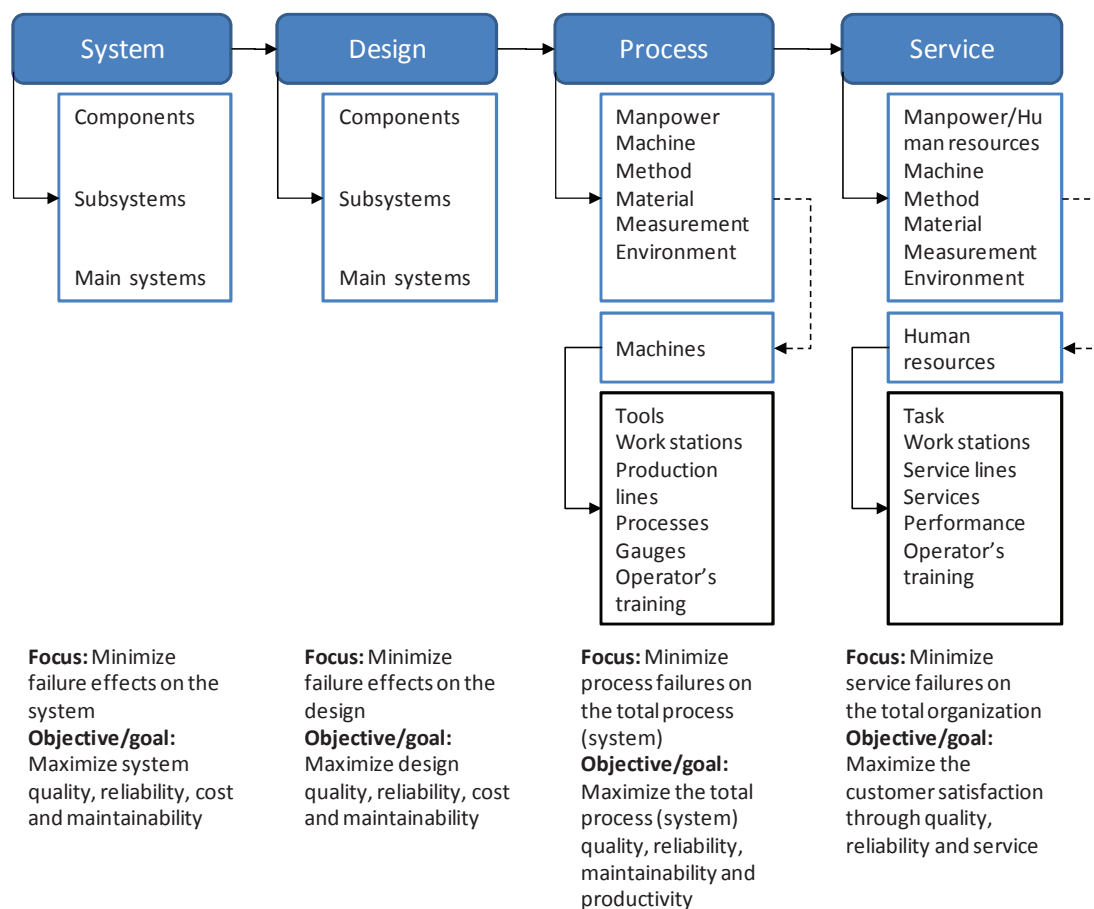 System
Design
Process
Service
Components
Subsystems
Main systems
Components
Subsystems
Main systems
Manpower
Machine
Method
Material
Measurement
Environment
Manpower/Hu
man resources
Machine
Method
Material
Measurement
Environment
Machines
Human
resources
Tools
Work stations
Production
lines
Processes
Gauges
Operator's
training
Task
Work stations
Service lines
Services
Performance
Operator's
training
Focus: Minimize
failure effects on the
system
Objective/goal:
Maximize system
quality, reliability, cost
and maintainability
Focus: Minimize
failure effects on the
design
Objective/goal:
Maximize design
quality, reliability, cost
and maintainability
Focus: Minimize
process failures on
the total process
(system)
Objective/goal:
Maximize the total
process (system)
quality, reliability,
maintainability and
productivity
Focus: Minimize
service failures on
the total organization
Objective/goal:
Maximize the
customer satisfaction
through quality,
reliability and service